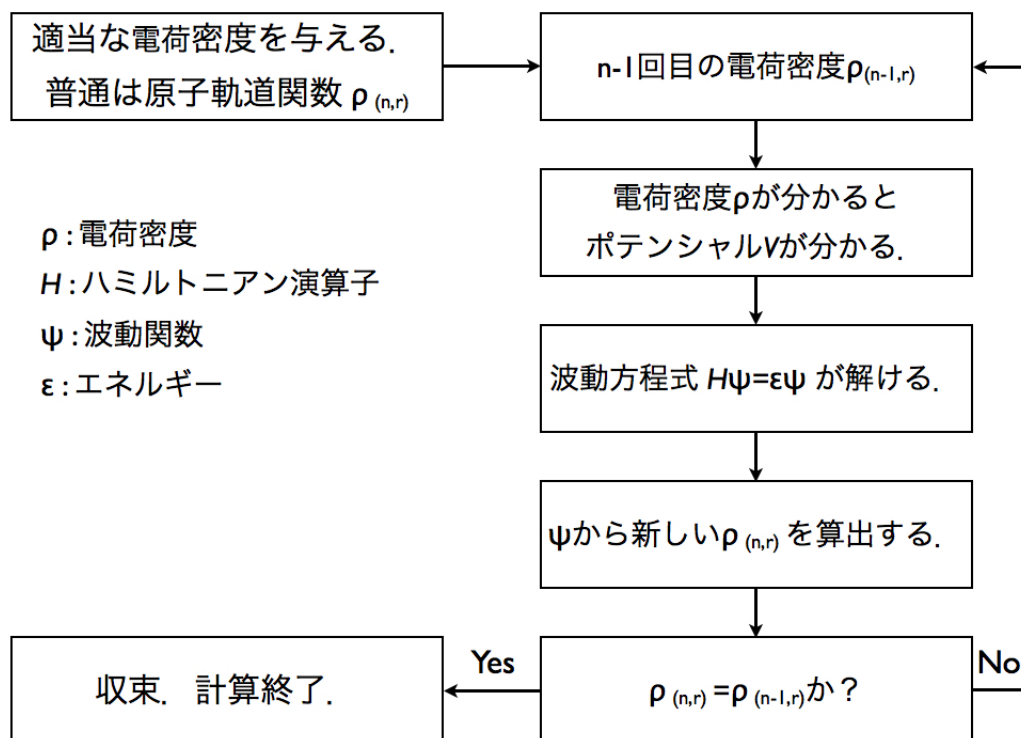 適当な電荷密度を与える.
普通は原子軌道関数 ρ (n,r)
n-1回目の電荷密度ρ(n-1,r)
電荷密度ρが分かると
ポテンシャルVが分かる.
ρ : 電荷密度
H : ハミルトニアン演算子
ψ : 波動関数
ε : エネルギー
波動方程式 Hψ=εψ が解ける.
ψから新しいρ (n,r) を算出する.
収束. 計算終了.
Yes
ρ (n,r) =ρ (n-1,r)か？
No